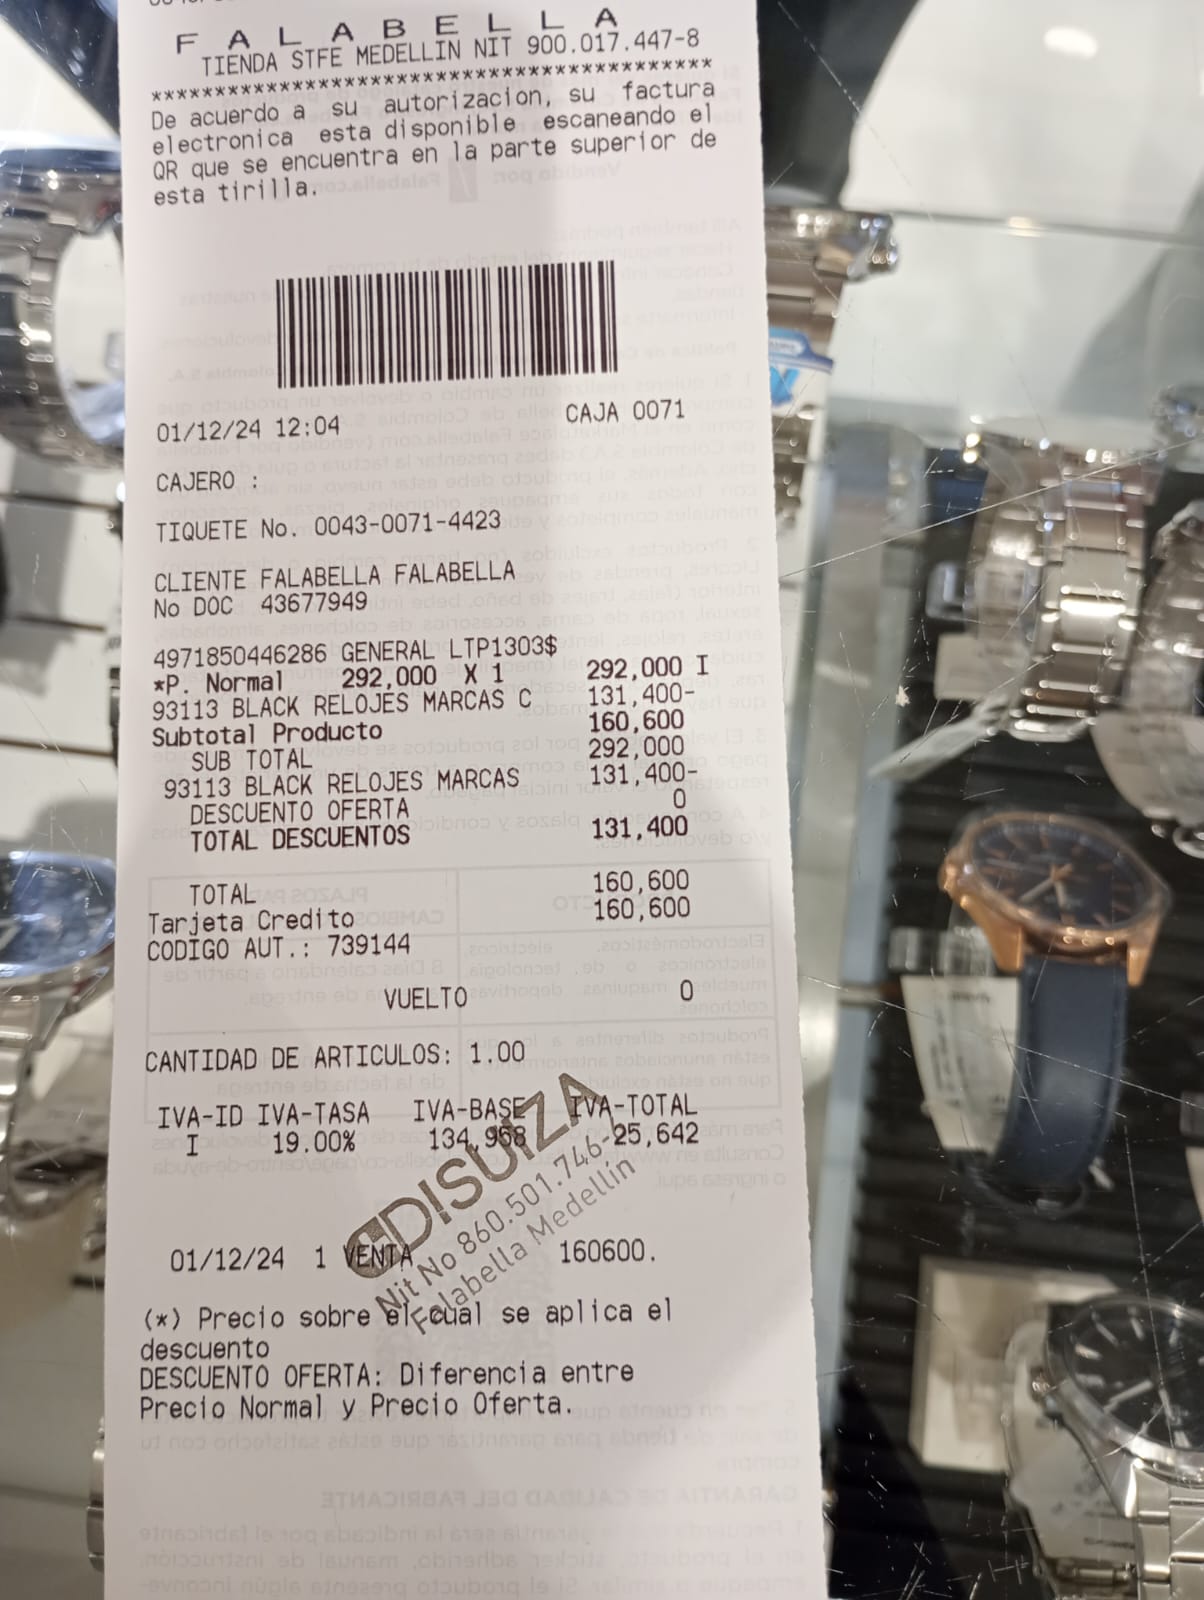 F A L A B E L L A
TIENDA STFE MEDELLIN NIT 900.017.447-8
********************************************
De acuerdo a su autorizacion, su factura
electronica esta disponible escaneando el
QR que se encuentra en la parte superior de
esta tirilla.
01/12/24 12:04 CAJA 0071
CAJERO :
TIQUETE No. 0043-0071-4423
CLIENTE FALABELLA FALABELLA
No DOC 43677949
4971850446286 GENERAL LTP1303$
*P. Normal 292,000 X 1 292,000 I
93113 BLACK RELOJES MARCAS C 131,400-
Subtotal Producto 160,600
SUB TOTAL 292,000
93113 BLACK RELOJES MARCAS 131,400-
DESCUENTO OFERTA 0
TOTAL DESCUENTOS 131,400
TOTAL 160,600
Tarjeta Credito 160,600
CODIGO AUT.: 739144
VUELTO 0
CANTIDAD DE ARTICULOS: 1.00
IVA-ID IVA-TASA IVA-BASE IVA-TOTAL
I 19.00% 134,958 25,642
DISUIZA
Nit No 860.501.746-
Falabella Medellin
01/12/24 1 VENTA 160600.
(*) Precio sobre el cual se aplica el
descuento
DESCUENTO OFERTA: Diferencia entre
Precio Normal y Precio Oferta.